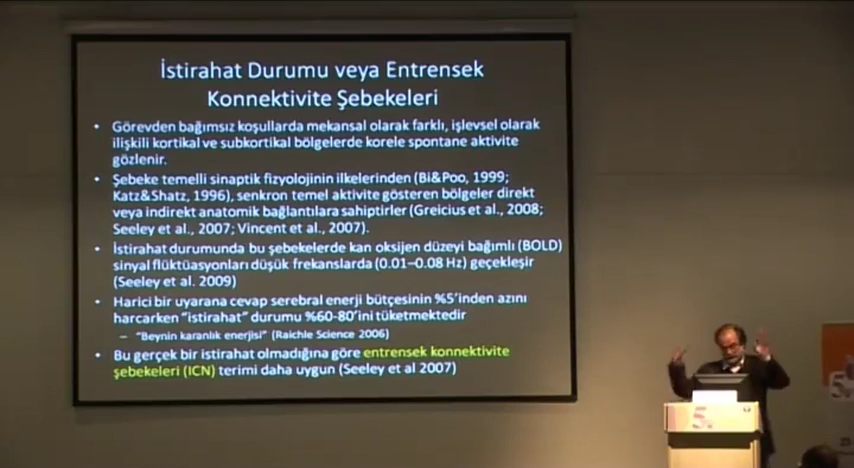 İstirahat Durumu veya Entrensek
Konnektivite Şebekeleri
• Görevden bağımsız koşullarda mekansal olarak farklı, işlevsel olarak
ilişkili kortikal ve subkortikal bölgelerde korele spontane aktivite
gözlenir.
• Şebeke temelli sinaptik fizyolojinin ilkelerinden (Bi&Poo, 1999;
Katz&Shatz, 1996), senkron temel aktivite gösteren bölgeler direkt
veya indirekt anatomik bağlantılara sahiptirler (Greicius et al., 2008;
Seeley et al., 2007; Vincent et al., 2007).
• İstirahat durumunda bu şebekelerde kan oksijen düzeyi bağımlı (BOLD)
sinyal flüktüasyonları düşük frekanslarda (0.01–0.08 Hz) geçekleşir
(Seeley et al. 2009)
• Harici bir uyarana cevap serebral enerji bütçesinin %5'inden azını
harcarken "istirahat" durumu %60-80'ini tüketmektedir
– "Beynin karanlık enerjisi" (Raichle Science 2006)
• Bu gerçek bir istirahat olmadığına göre entrensek konnektivite
şebekeleri (ICN) terimi daha uygun (Seeley et al 2007)
5.
5.